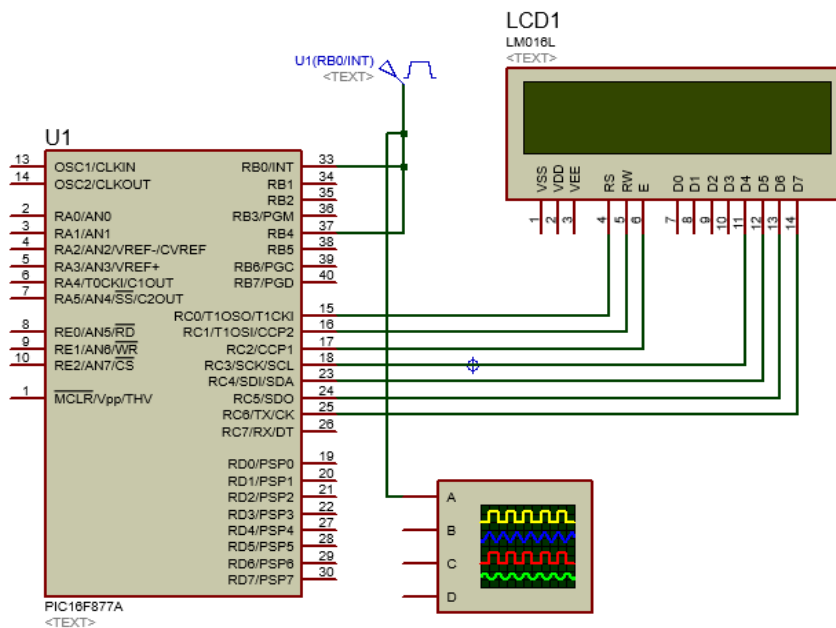 LCD1
LM016L
<TEXT>
U1(RB0/INT)
<TEXT>
VSS VDD VEE RS RW E D0 D1 D2 D3 D4 D5 D6 D7
1 2 3 4 5 6 7 8 9 10 11 12 13 14
U1
13 OSC1/CLKIN RB0/INT 33
14 OSC2/CLKOUT RB1 34
RB2 35
2 RA0/AN0 RB3/PGM 36
3 RA1/AN1 RB4 37
4 RA2/AN2/VREF-/CVREF RB5 38
5 RA3/AN3/VREF+ RB6/PGC 39
6 RA4/T0CKI/C1OUT RB7/PGD 40
7 RA5/AN4/SS/C2OUT
RC0/T1OSO/T1CKI 15
8 RE0/AN5/RD RC1/T1OSI/CCP2 16
9 RE1/AN6/WR RC2/CCP1 17
10 RE2/AN7/CS RC3/SCK/SCL 18
RC4/SDI/SDA 23
1 MCLR/Vpp/THV RC5/SDO 24
RC6/TX/CK 25
RC7/RX/DT 26
RD0/PSP0 19
RD1/PSP1 20
RD2/PSP2 21
RD3/PSP3 22
RD4/PSP4 27
RD5/PSP5 28
RD6/PSP6 29
RD7/PSP7 30
A
B
C
D
PIC16F877A
<TEXT>